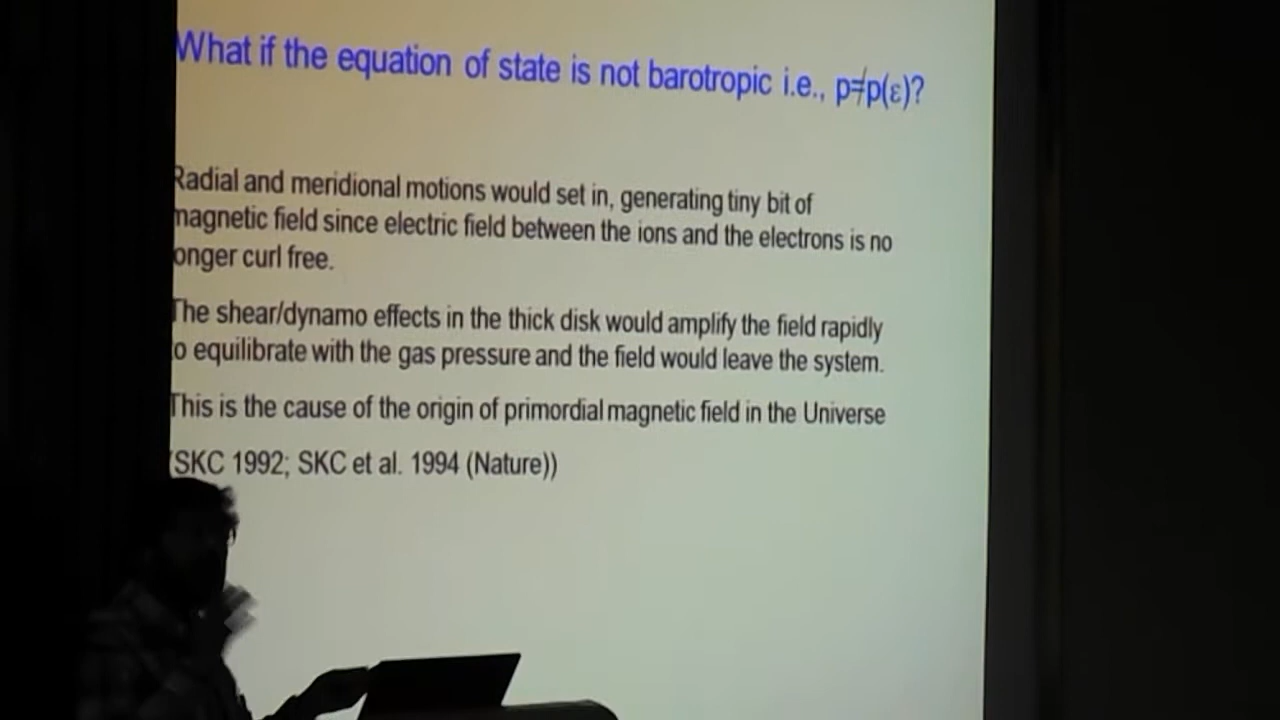 What if the equation of state is not barotropic i.e., p≠p(ε)?
Radial and meridional motions would set in, generating tiny bit of
magnetic field since electric field between the ions and the electrons is no
onger curl free.
The shear/dynamo effects in the thick disk would amplify the field rapidly
o equilibrate with the gas pressure and the field would leave the system.
This is the cause of the origin of primordial magnetic field in the Universe
(SKC 1992; SKC et al. 1994 (Nature))